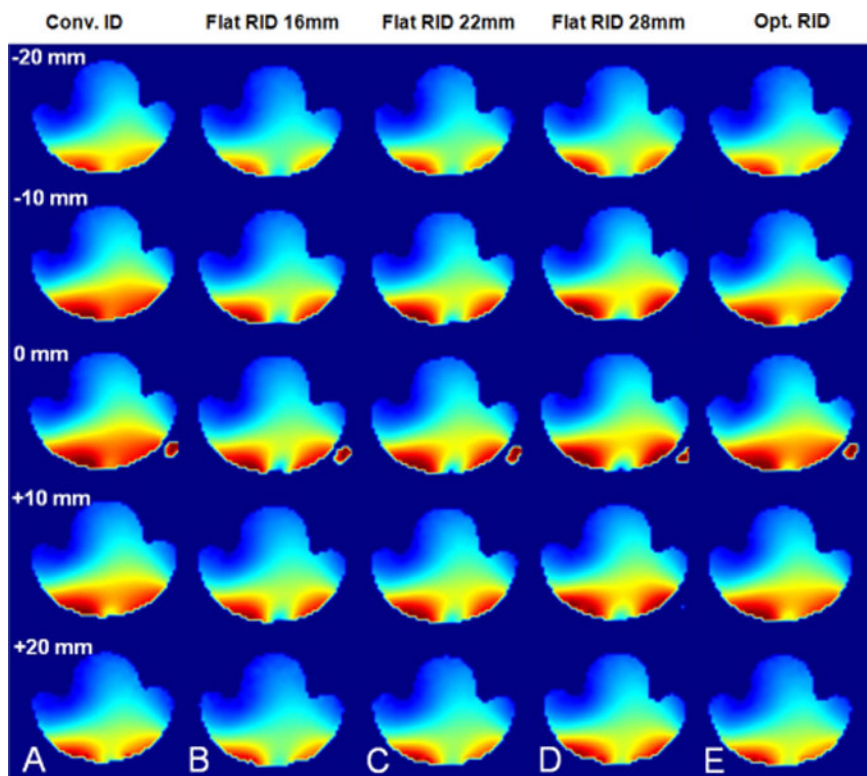 Conv. ID Flat RID 16mm Flat RID 22mm Flat RID 28mm Opt. RID
-20 mm
-10 mm
0 mm
+10 mm
+20 mm
A B C D E